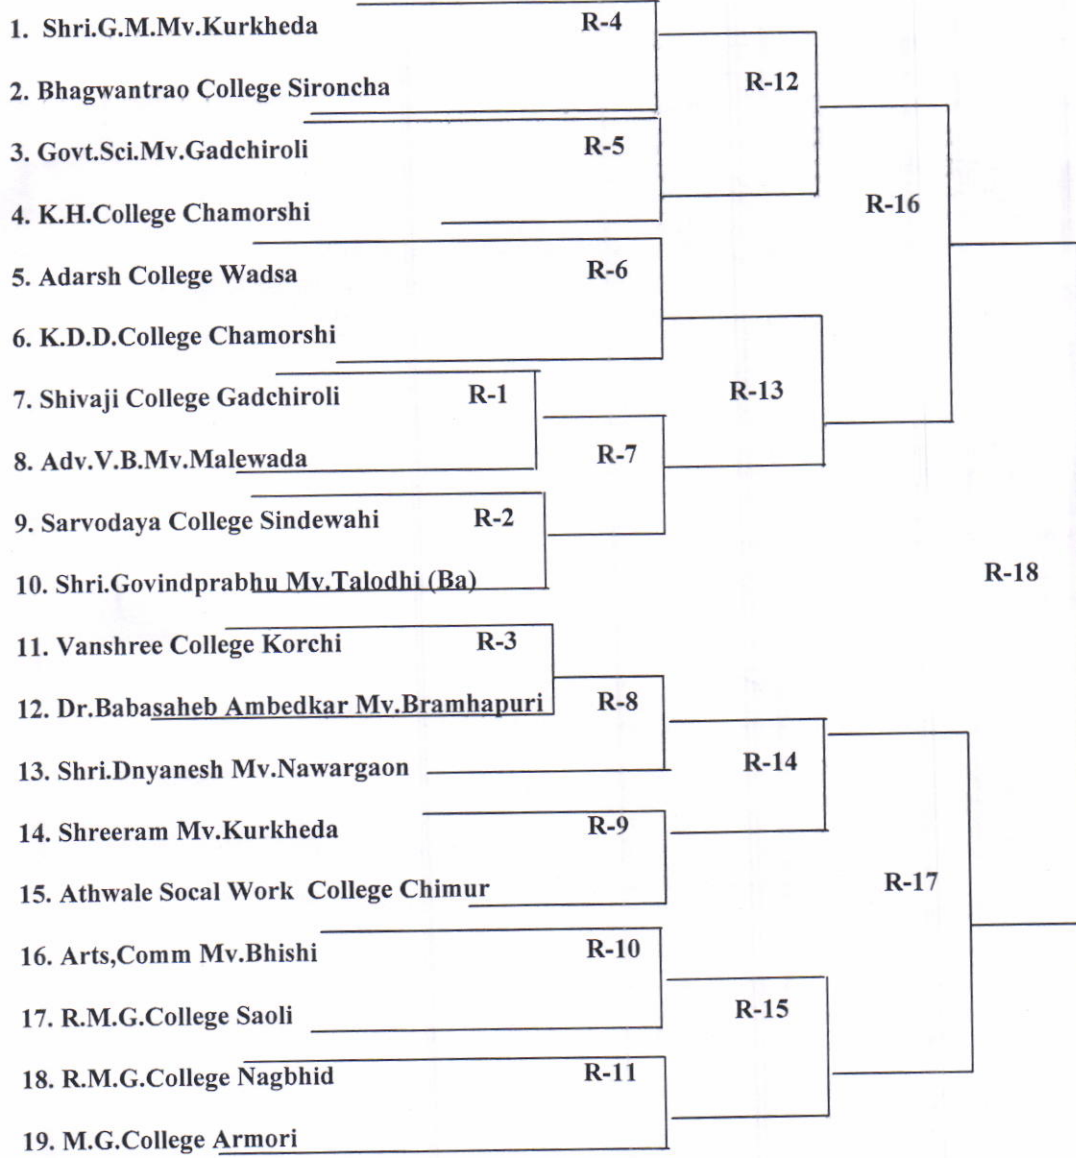 1. Shri.G.M.Mv.Kurkheda R-4
R-12
2. Bhagwantrao College Sironcha
3. Govt.Sci.Mv.Gadchiroli R-5
4. K.H.College Chamorshi
R-16
5. Adarsh College Wadsa R-6
6. K.D.D.College Chamorshi
7. Shivaji College Gadchiroli R-1
R-13
8. Adv.V.B.Mv.Malewada R-7
9. Sarvodaya College Sindewahi R-2
10. Shri.Govindprabhu Mv.Talodhi (Ba)
R-18
11. Vanshree College Korchi R-3
12. Dr.Babasaheb Ambedkar Mv.Bramhapuri R-8
13. Shri.Dnyanesh Mv.Nawargaon R-14
14. Shreeram Mv.Kurkheda R-9
15. Athwale Socal Work College Chimur R-17
16. Arts,Comm Mv.Bhishi R-10
17. R.M.G.College Saoli R-15
18. R.M.G.College Nagbhid R-11
19. M.G.College Armori